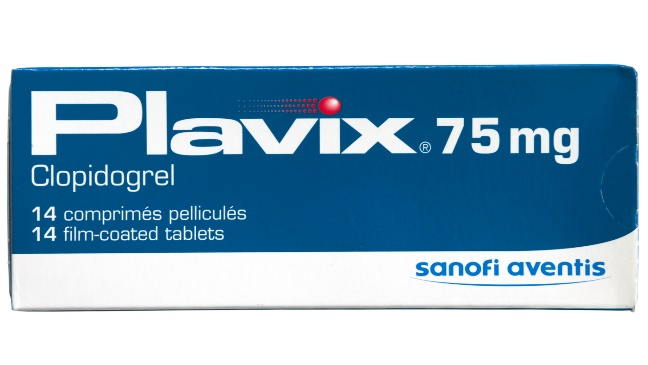 Plavix® 75 mg
Clopidogrel
14 comprimés pelliculés
14 film-coated tablets
sanofi aventis